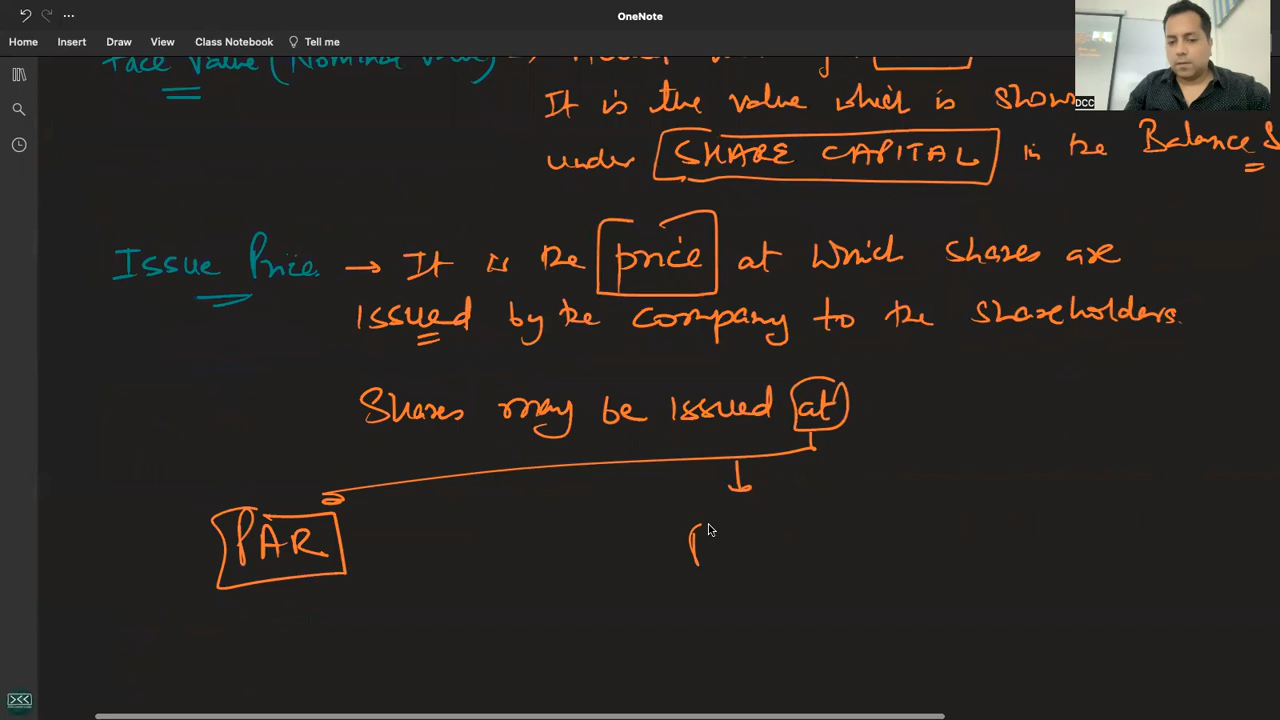 OneNote
Home Insert Draw View Class Notebook Tell me
Face Value (Nominal Value) →
It is the value which is shown
under SHARE CAPITAL in the Balance S
DCC
Issue Price → It is the price at which shares are
issued by the company to the shareholders.
Shares may be issued at
PAR